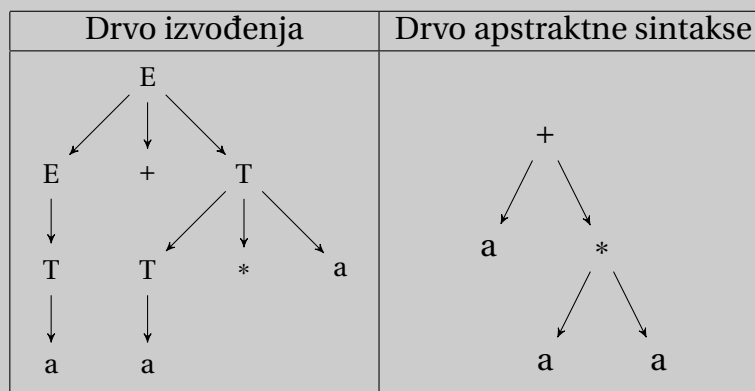 Drvo izvođenja Drvo apstraktne sintakse
E
+
E + T
a *
T T * a
a a
a a